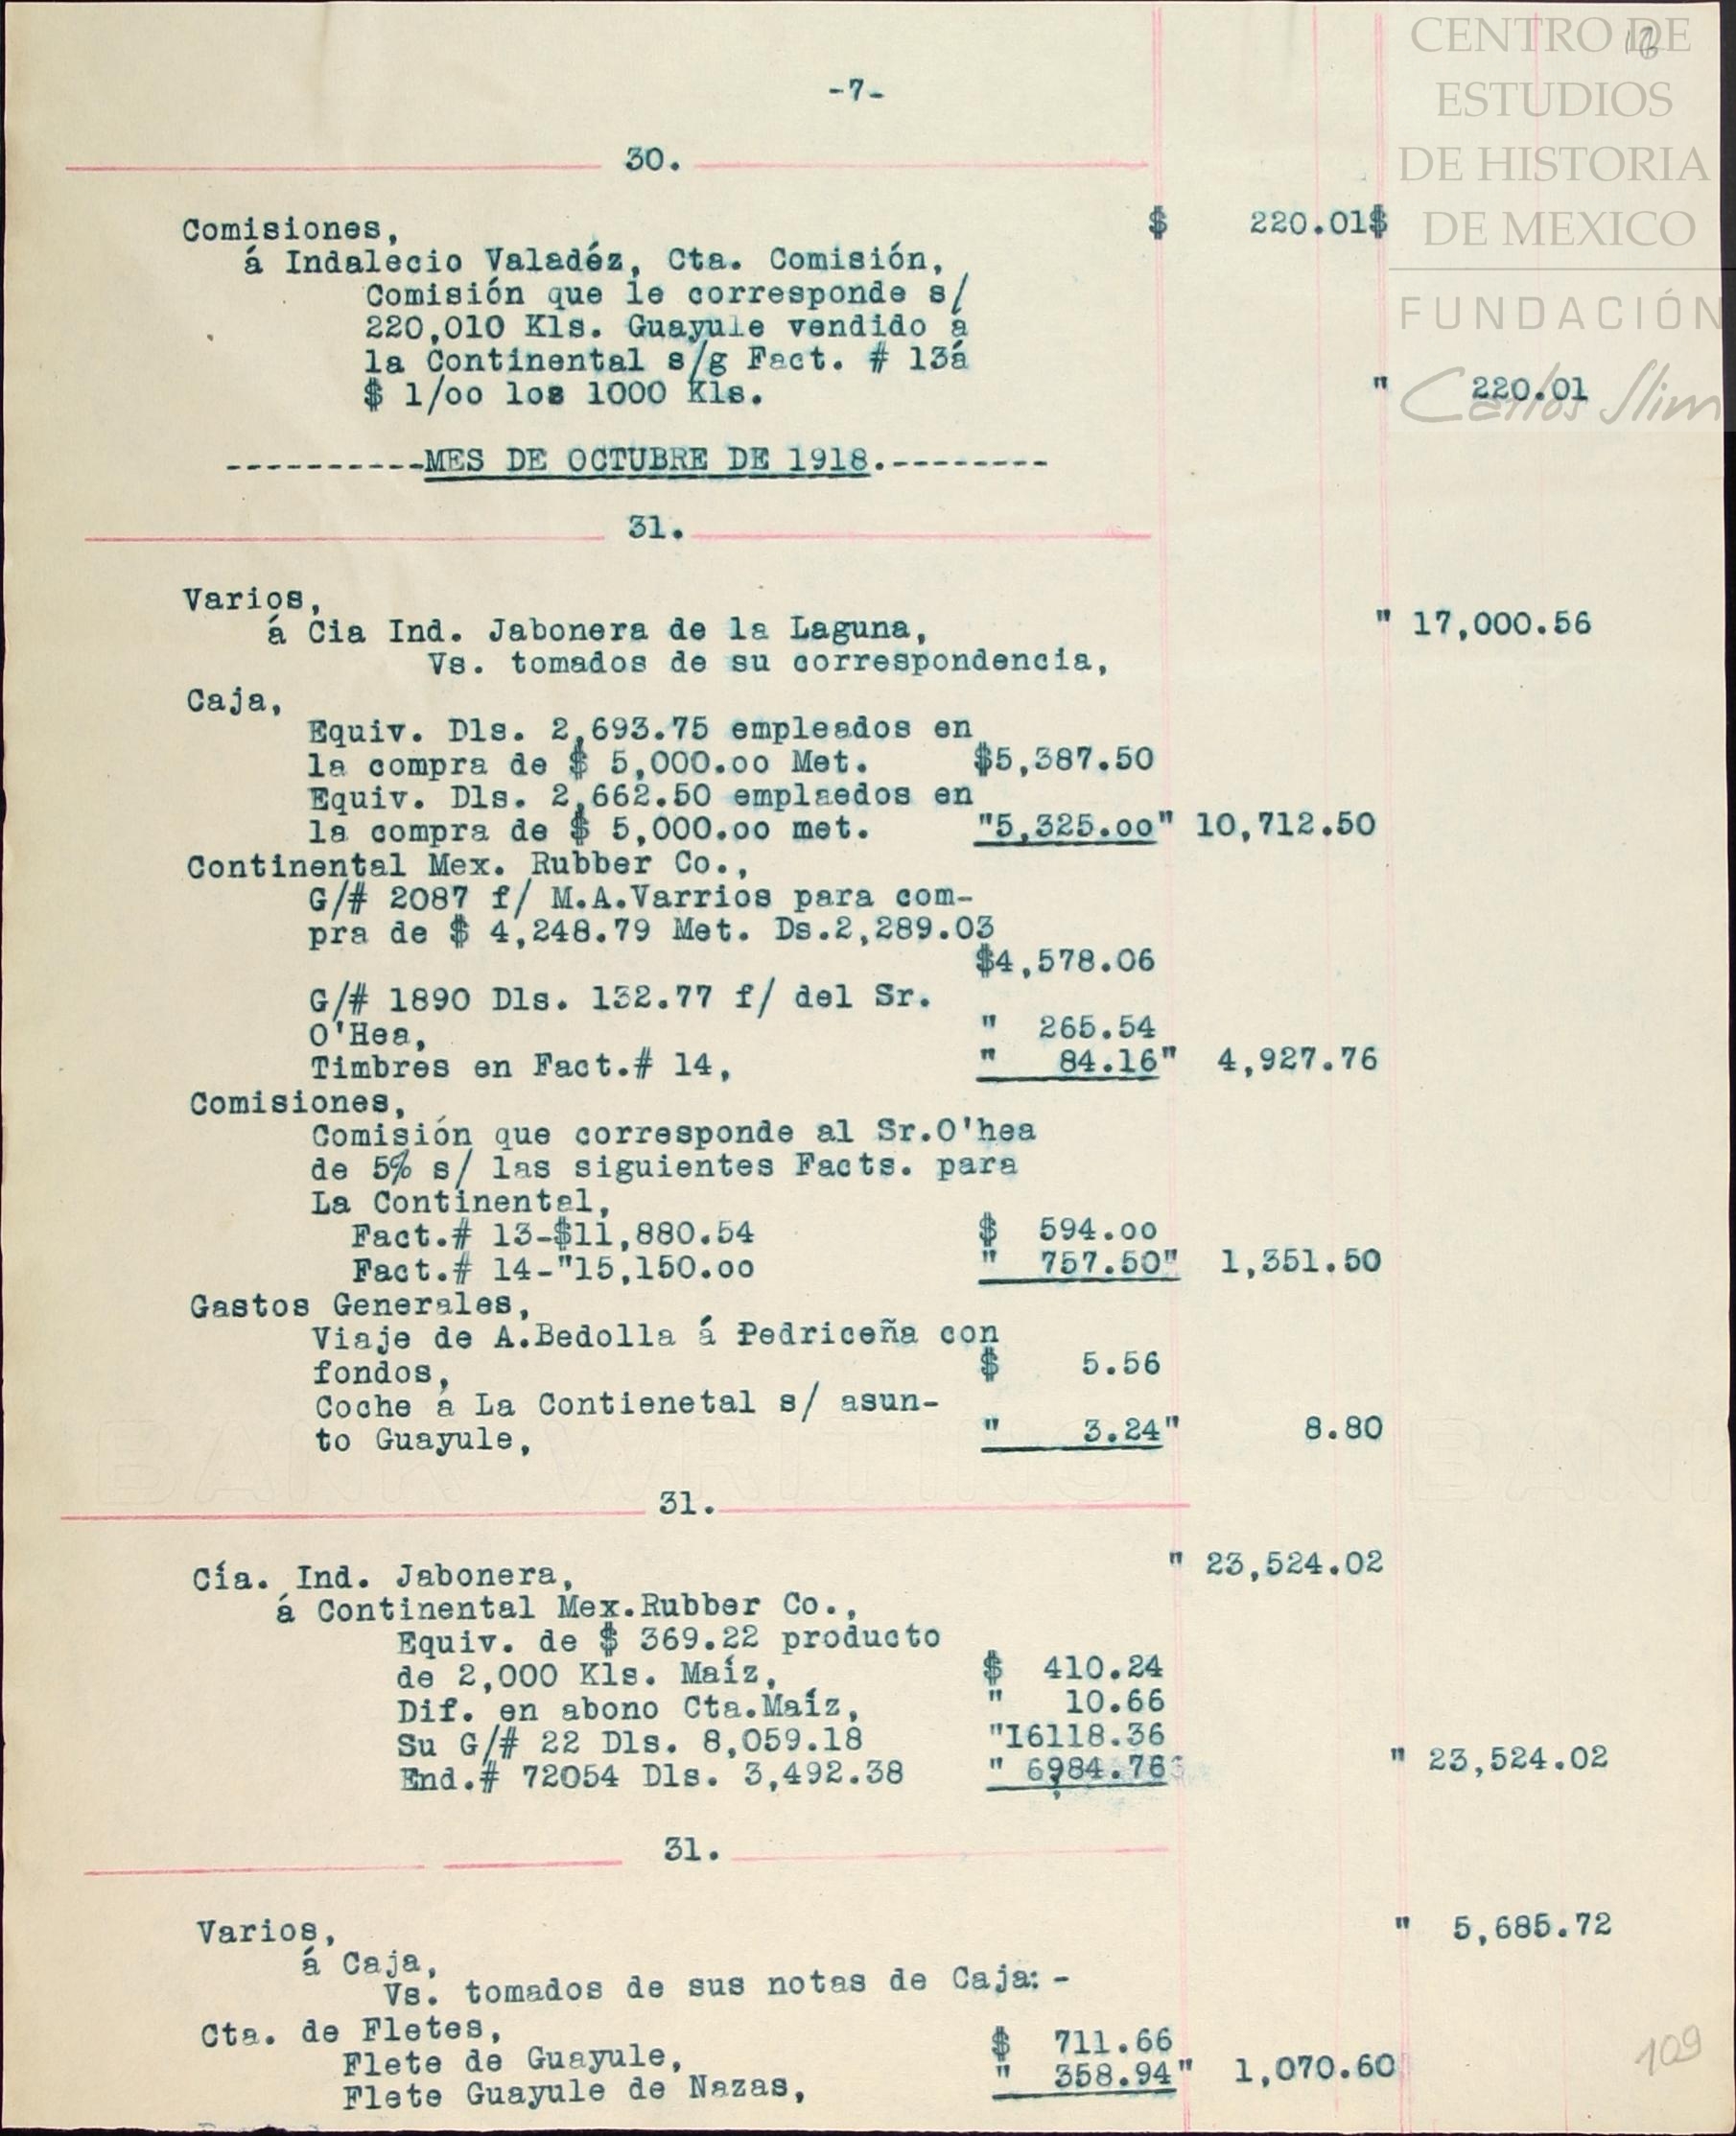 -7-
30.
Comisiones, $ 220.01$
á Indalecio Valadéz, Cta. Comisión,
Comisión que le corresponde s/
220,010 Kls. Guayule vendido a
la Continental s/g Fact. # 13á
$ 1/oo los 1000 Kls. " 220.01
----------MES DE OCTUBRE DE 1918.--------
31.
Varios,
á Cia Ind. Jabonera de la Laguna, " 17,000.56
Vs. tomados de su correspondencia,
Caja,
Equiv. Dls. 2,693.75 empleados en
la compra de $ 5,000.oo Met. $5,387.50
Equiv. Dls. 2,662.50 emplaedos en
la compra de $ 5,000.oo met. "5,325.oo" 10,712.50
Continental Mex. Rubber Co.,
G/# 2087 f/ M.A.Varrios para com-
pra de $ 4,248.79 Met. Ds.2,289.03
$4,578.06
G/# 1890 Dls. 132.77 f/ del Sr.
O'Hea, " 265.54
Timbres en Fact.# 14, " 84.16" 4,927.76
Comisiones,
Comisión que corresponde al Sr.O'hea
de 5% s/ las siguientes Facts. para
La Continental,
Fact.# 13-$11,880.54 $ 594.oo
Fact.# 14-"15,150.oo " 757.50" 1,351.50
Gastos Generales,
Viaje de A.Bedolla á Pedriceña con
fondos, $ 5.56
Coche a La Contienetal s/ asun-
to Guayule, " 3.24" 8.80
31.
Cía. Ind. Jabonera, " 23,524.02
á Continental Mex.Rubber Co.,
Equiv. de $ 369.22 producto
de 2,000 Kls. Maíz, $ 410.24
Dif. en abono Cta.Maíz, " 10.66
Su G/# 22 Dls. 8,059.18 "16118.36
End.# 72054 Dls. 3,492.38 " 6984.76 " 23,524.02
31.
Varios, " 5,685.72
á Caja,
Vs. tomados de sus notas de Caja:-
Cta. de Fletes,
Flete de Guayule, $ 711.66
Flete Guayule de Nazas, " 358.94" 1,070.60
109
CENTRO DE
ESTUDIOS
DE HISTORIA
DE MEXICO
FUNDACIÓN
Carlos Slim
BANK WRITING